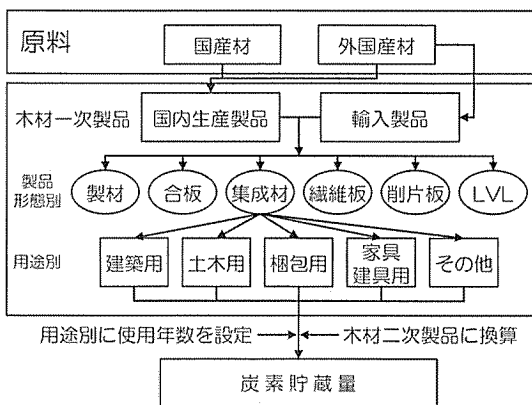 原料
国産材
外国産材
木材一次製品
国内生産製品
輸入製品
製品
形態別
製材
合板
集成材
繊維板
削片板
LVL
用途別
建築用
土木用
梱包用
家具
建具用
その他
用途別に使用年数を設定
木材二次製品に換算
炭素貯蔵量